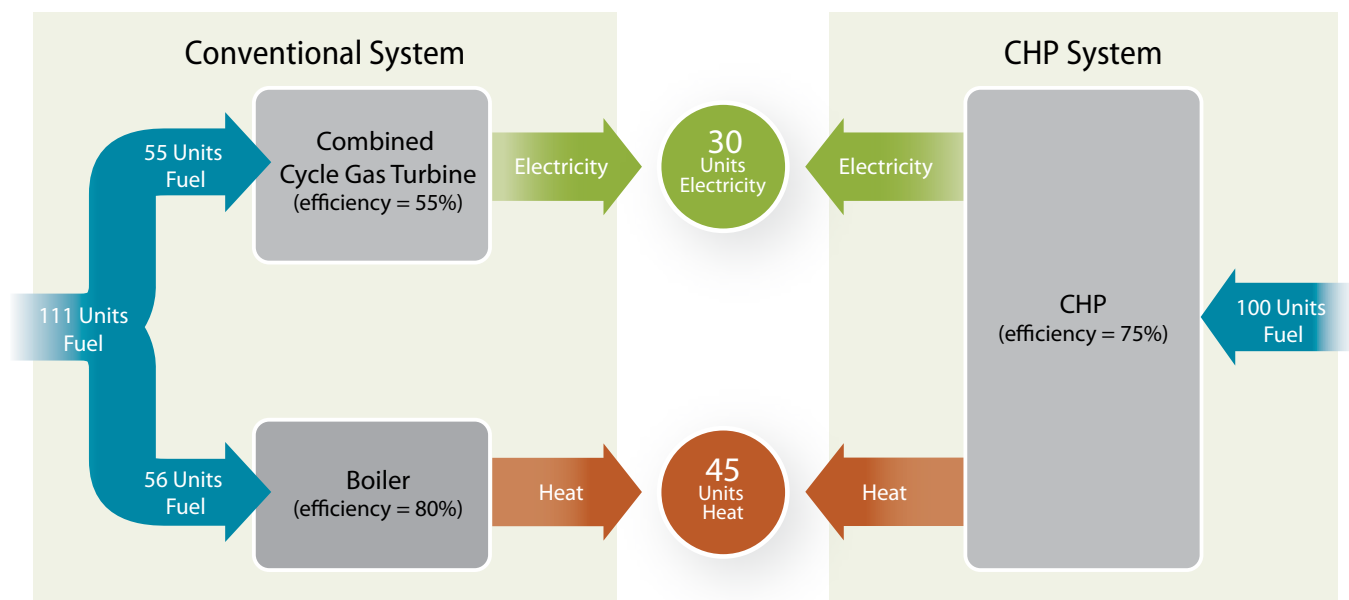 Conventional System
CHP System
55 Units
Fuel
Combined
Cycle Gas Turbine
(efficiency = 55%)
Electricity
30
Units
Electricity
Electricity
111 Units
Fuel
CHP
(efficiency = 75%)
100 Units
Fuel
56 Units
Fuel
Boiler
(efficiency = 80%)
Heat
45
Units
Heat
Heat